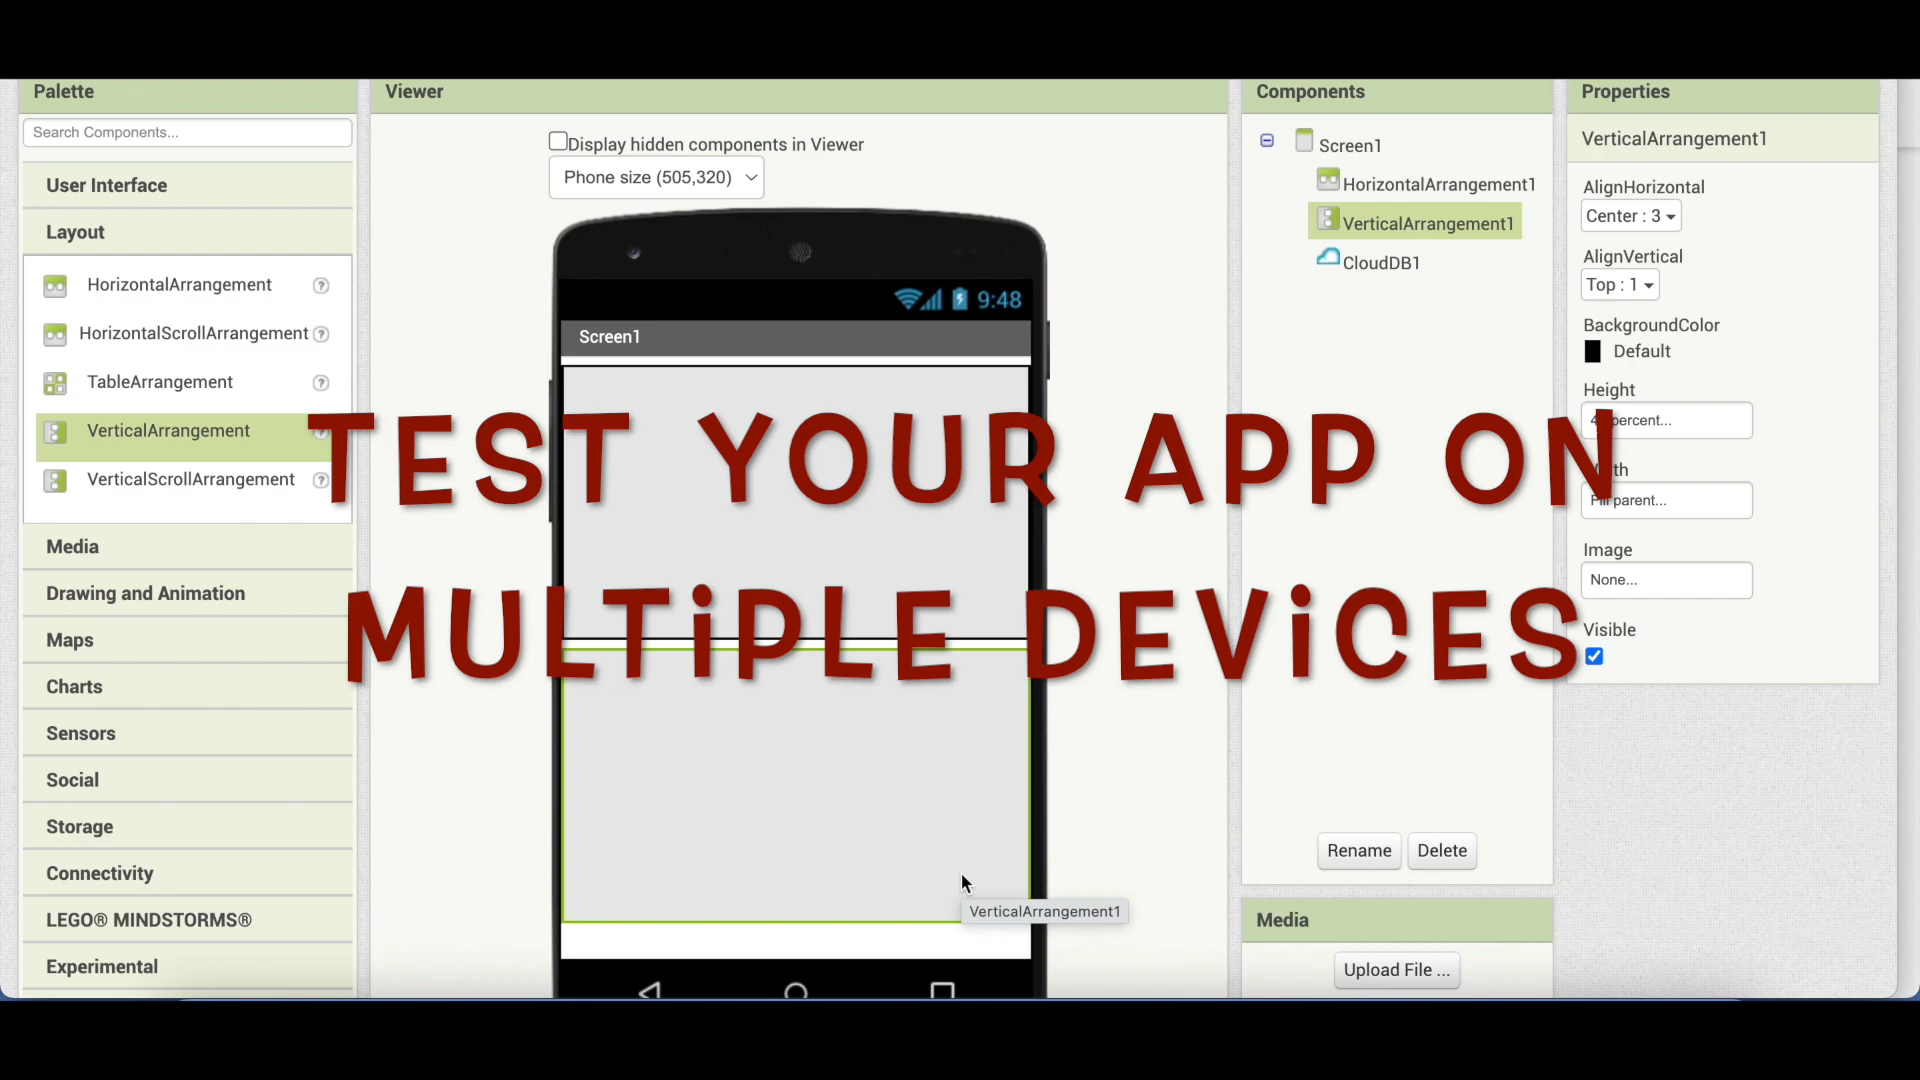 Palette
Search Components...
User Interface
Layout
HorizontalArrangement
HorizontalScrollArrangement
TableArrangement
VerticalArrangement
VerticalScrollArrangement
Media
Drawing and Animation
Maps
Charts
Sensors
Social
Storage
Connectivity
LEGO® MINDSTORMS®
Experimental
Viewer
Display hidden components in Viewer
Phone size (505,320)
9:48
Screen1
TEST YOUR APP ON
MULTiPLE DEViCES
VerticalArrangement1
Components
Screen1
HorizontalArrangement1
VerticalArrangement1
CloudDB1
Rename
Delete
Media
Upload File ...
Properties
VerticalArrangement1
AlignHorizontal
Center : 3
AlignVertical
Top : 1
BackgroundColor
Default
Height
percent...
parent...
Image
None...
Visible